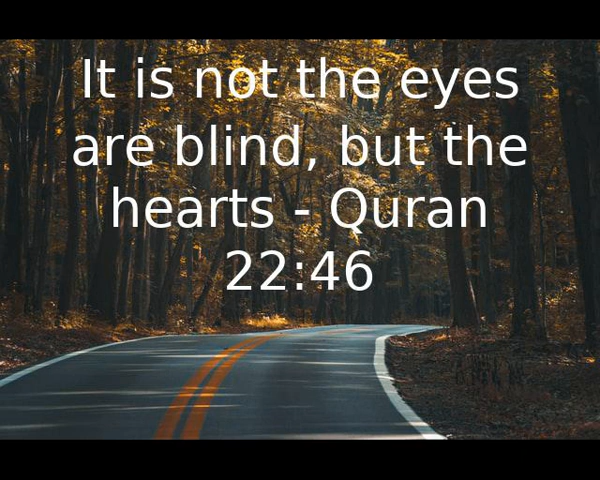 It is not the eyes
are blind, but the
hearts - Quran
22:46